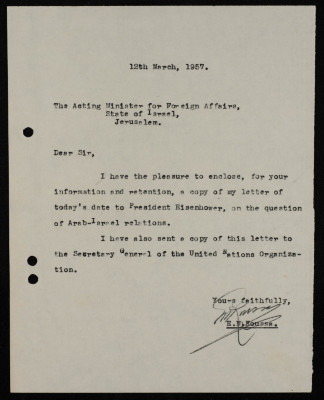 12th March, 1957.
The Acting Minister for Foreign Affairs,
State of Israel,
Jerusalem.
Dear Sir,
I have the pleasure to enclose, for your
information and retention, a copy of my letter of
today's date to President Eisenhower, on the question
of Arab-Israel relations.
I have also sent a copy of this letter to
the Secretary General of the United Nations Organiza-
tion.
Yours faithfully,